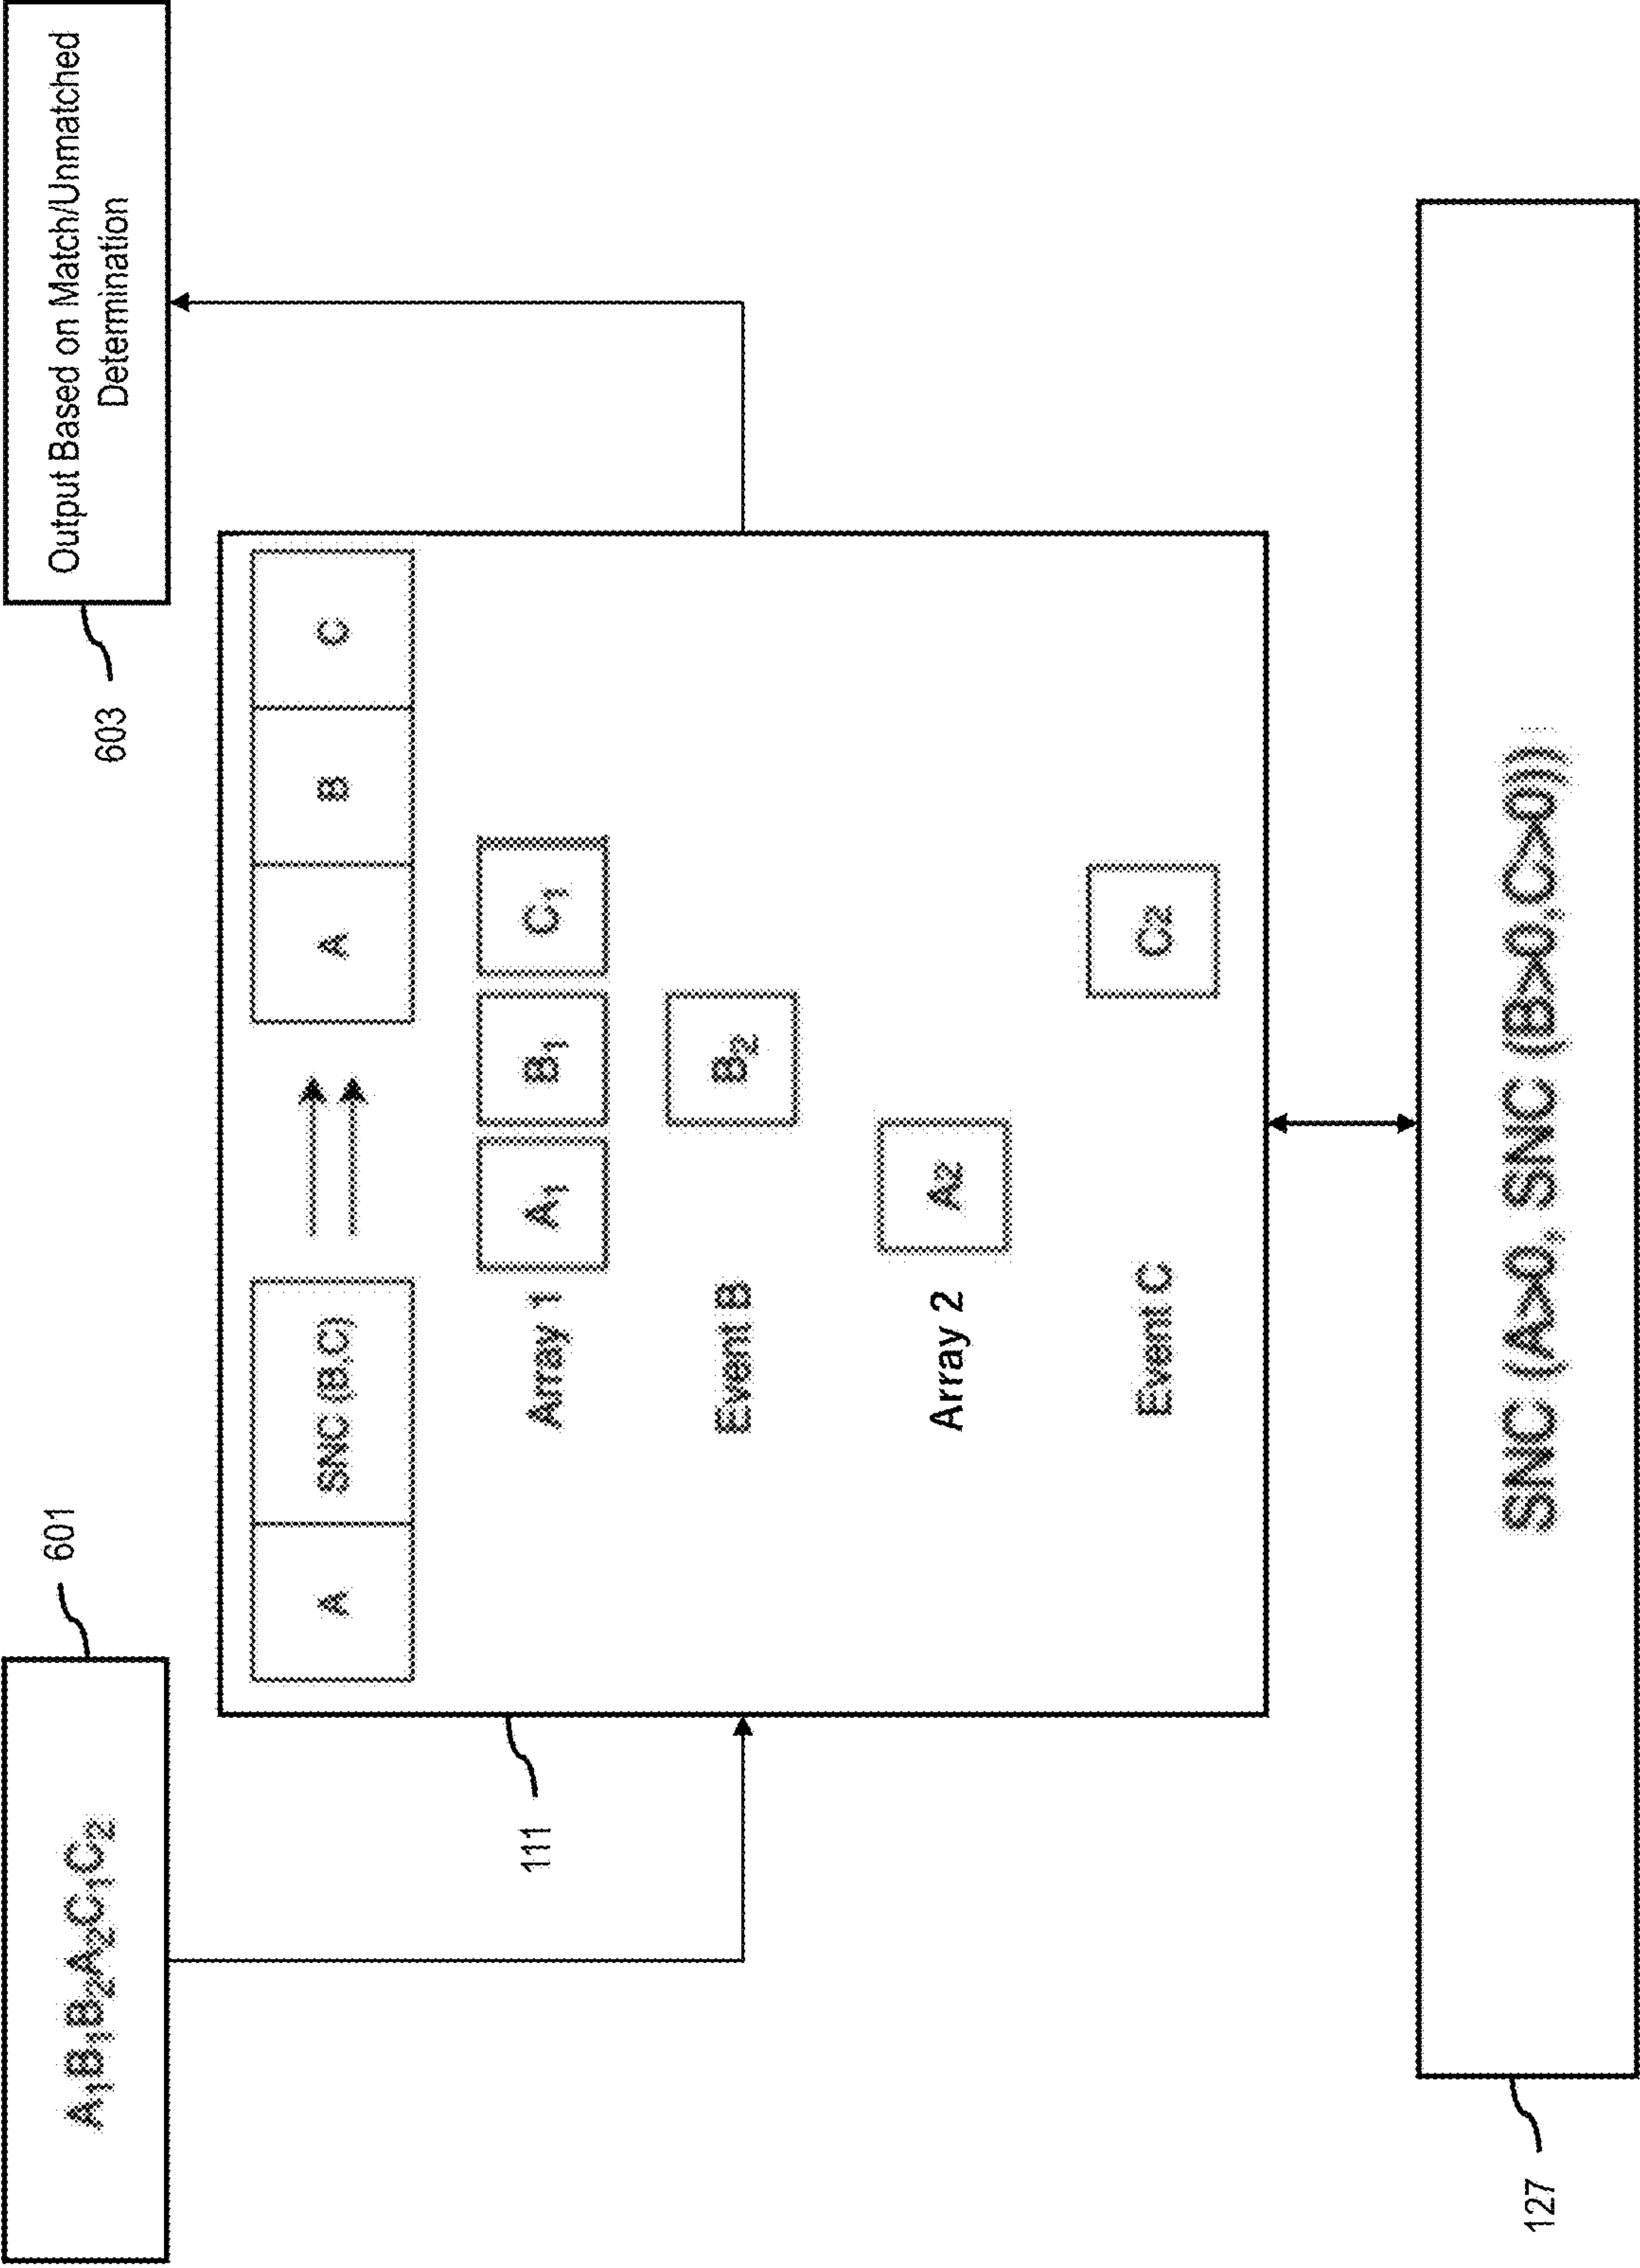 A₁B₁B₂A₂C₁C₂
601
Output Based on Match/Unmatched
Determination
603
A SNC (B,C) A B C
Array 1 A₁ B₁ C₁
Event B B₂
Array 2 A₂
Event C C₂
111
SNC (A>0, SNC (B>0,C>0))
127